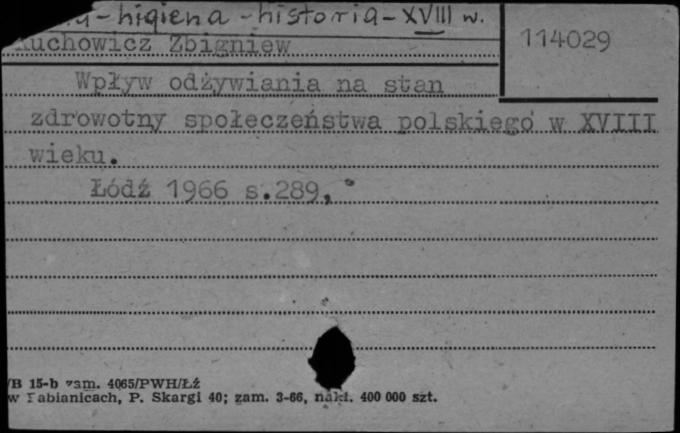 - higiena - historia - XVIII w.
Kuchowicz Zbigniew
114029
Wpływ odżywiania na stan
zdrowotny społeczeństwa polskiego w XVIII
wieku.
Łódź 1966 s.289,
/B 15-b zam. 4065/PWH/Łź
w Pabianicach, P. Skargi 40; zam. 3-66, nakł. 400 000 szt.